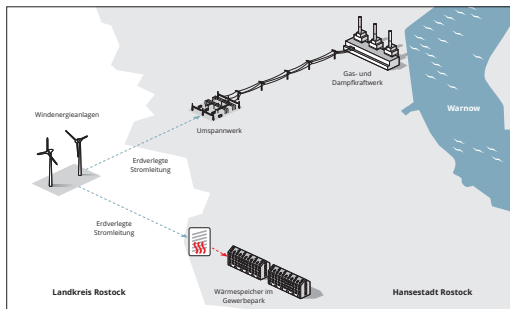 Gas- und
Dampfkraftwerk
Warnow
Windenergieanlagen
Umspannwerk
Erdverlegte
Stromleitung
Erdverlegte
Stromleitung
Wärmespeicher im
Gewerbepark
Landkreis Rostock
Hansestadt Rostock